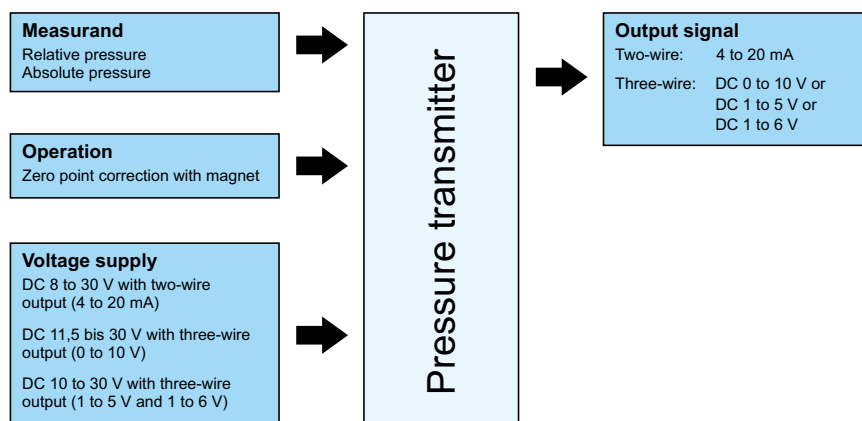 Measurand
Relative pressure
Absolute pressure
Operation
Zero point correction with magnet
Voltage supply
DC 8 to 30 V with two-wire
output (4 to 20 mA)
DC 11,5 bis 30 V with three-wire
output (0 to 10 V)
DC 10 to 30 V with three-wire
output (1 to 5 V and 1 to 6 V)
Pressure transmitter
Output signal
Two-wire: 4 to 20 mA
Three-wire: DC 0 to 10 V or
DC 1 to 5 V or
DC 1 to 6 V